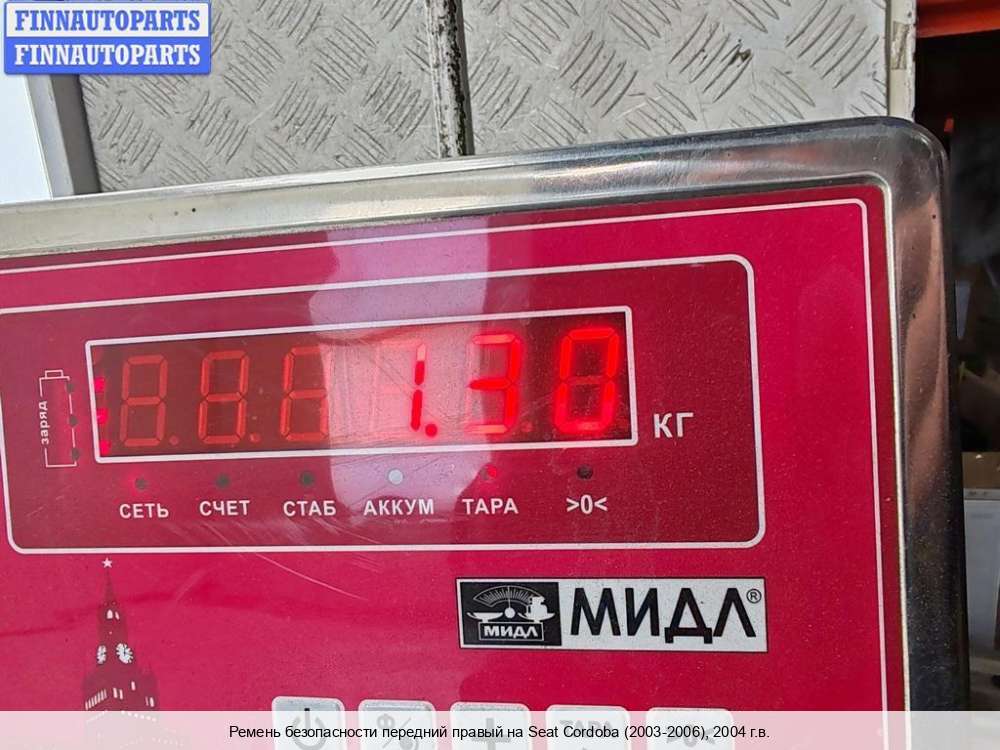 FINNAUTOPARTS
FINNAUTOPARTS
заряд
1.30
КГ
СЕТЬ СЧЕТ СТАБ АККУМ ТАРА >0<
МИДЛ МИДЛ®
Ремень безопасности передний правый на Seat Cordoba (2003-2006), 2004 г.в.